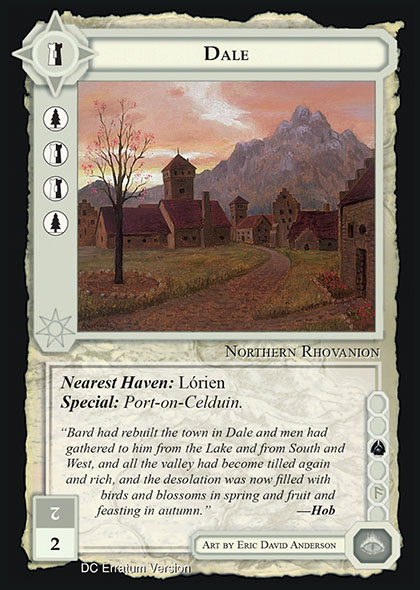 Dale
Northern Rhovanion
Nearest Haven: Lórien
Special: Port-on-Celduin.
“Bard had rebuilt the town in Dale and men had
gathered to him from the Lake and from South and
West, and all the valley had become tilled again
and rich, and the desolation was now filled with
birds and blossoms in spring and fruit and
feasting in autumn.” —Hob
2
2
Art by Eric David Anderson
DC Erratum Version